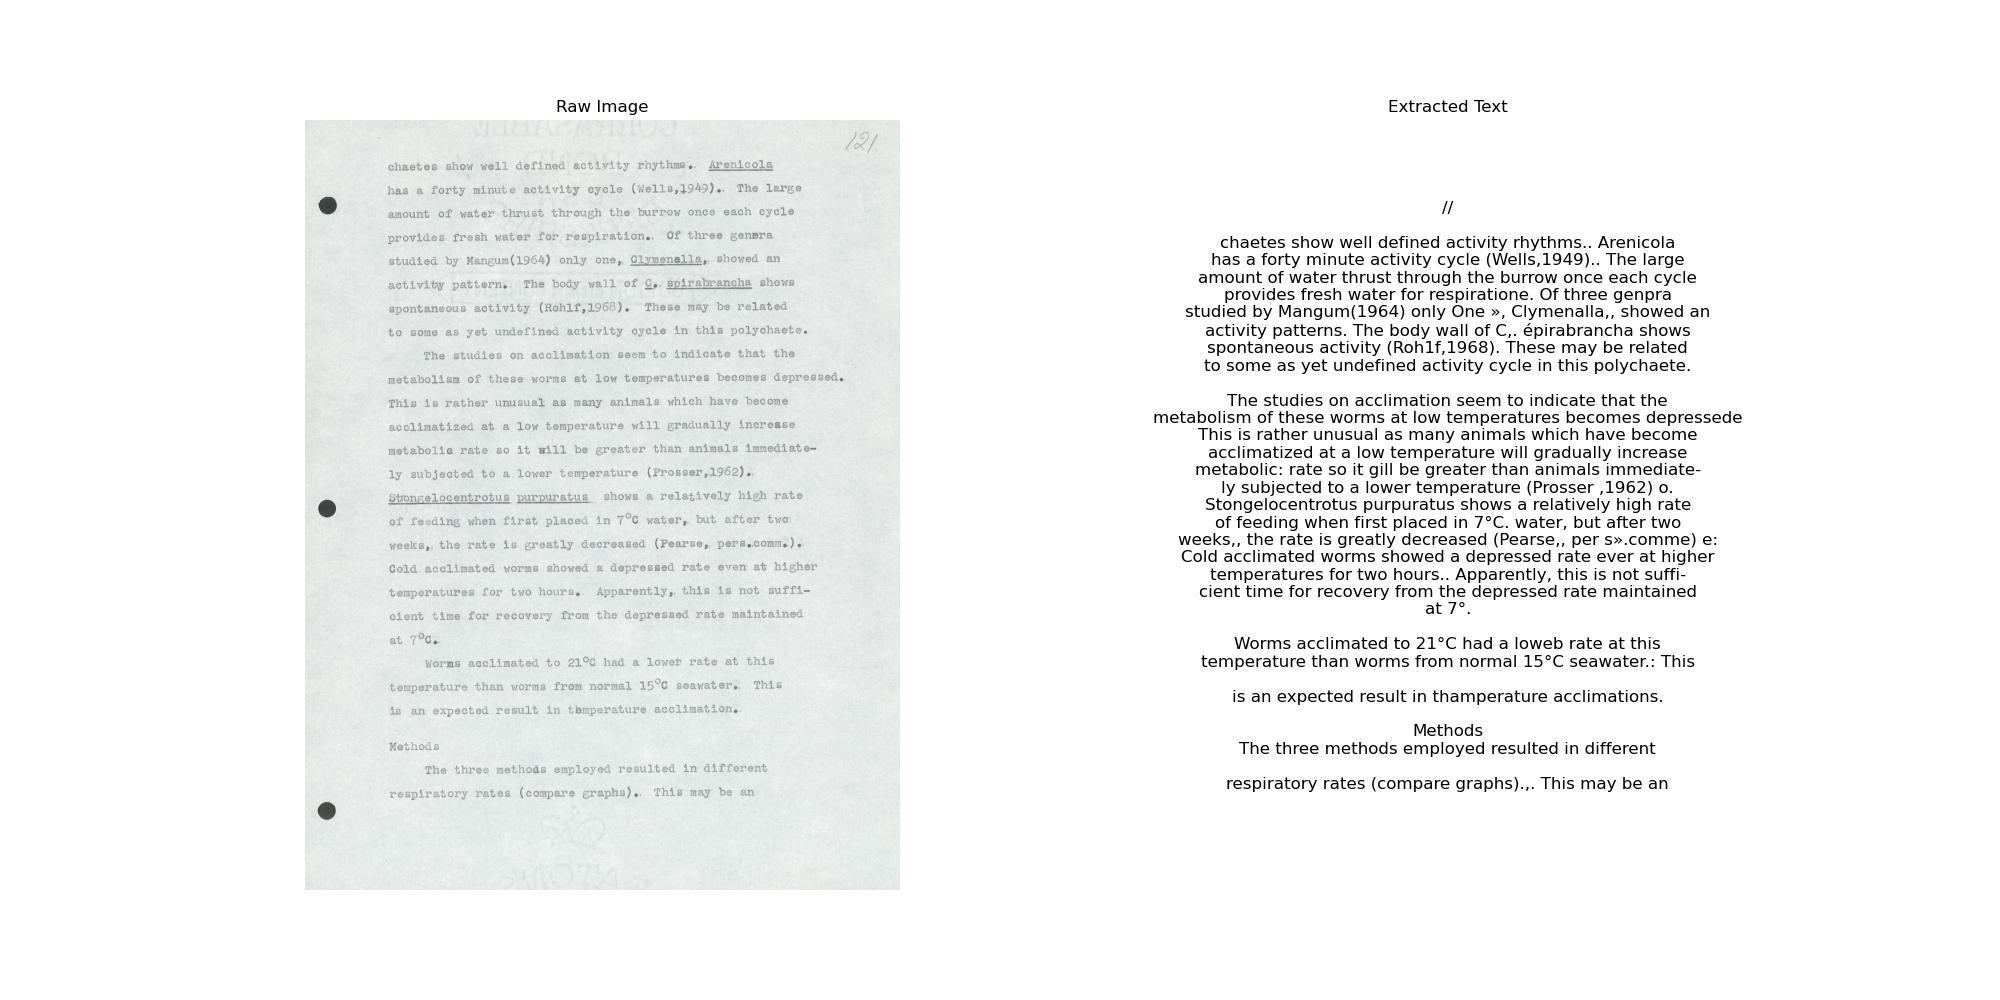 Raw Image
121
chaetes show well defined activity rhythms. Arenicola
has a forty minute activity cycle (Wells,1949). The large
amount of water thrust through the burrow once each cycle
provides fresh water for respiration. Of three genera
studied by Mangum(1964) only one, Clymenalla, showed an
activity pattern. The body wall of C. spirabrancha shows
spontaneous activity (Rohlf,1968). These may be related
to some as yet undefined activity cycle in this polychaete.
The studies on acclimation seem to indicate that the
metabolism of these worms at low temperatures becomes depressed.
This is rather unusual as many animals which have become
acclimatized at a low temperature will gradually increase
metabolic rate so it will be greater than animals immediate-
ly subjected to a lower temperature (Prosser,1962).
Stongelocentrotus purpuratus shows a relatively high rate
of feeding when first placed in 7°C water, but after two
weeks, the rate is greatly decreased (Pearse, pers.comm.).
Cold acclimated worms showed a depressed rate even at higher
temperatures for two hours. Apparently, this is not suffi-
cient time for recovery from the depressed rate maintained
at 7°C.
Worms acclimated to 21°C had a lower rate at this
temperature than worms from normal 15°C seawater. This
is an expected result in temperature acclimation.
Methods
The three methods employed resulted in different
respiratory rates (compare graphs). This may be an
Extracted Text
//
chaetes show well defined activity rhythms.. Arenicola
has a forty minute activity cycle (Wells,1949).. The large
amount of water thrust through the burrow once each cycle
provides fresh water for respiratione. Of three genpra
studied by Mangum(1964) only One », Clymenalla,, showed an
activity patterns. The body wall of C,. épirabrancha shows
spontaneous activity (Roh1f,1968). These may be related
to some as yet undefined activity cycle in this polychaete.
The studies on acclimation seem to indicate that the
metabolism of these worms at low temperatures becomes depressede
This is rather unusual as many animals which have become
acclimatized at a low temperature will gradually increase
metabolic: rate so it gill be greater than animals immediate-
ly subjected to a lower temperature (Prosser ,1962) o.
Stongelocentrotus purpuratus shows a relatively high rate
of feeding when first placed in 7°C. water, but after two
weeks,, the rate is greatly decreased (Pearse,, per s».comme) e:
Cold acclimated worms showed a depressed rate ever at higher
temperatures for two hours.. Apparently, this is not suffi-
cient time for recovery from the depressed rate maintained
at 7°.
Worms acclimated to 21°C had a loweb rate at this
temperature than worms from normal 15°C seawater.: This
is an expected result in thamperature acclimations.
Methods
The three methods employed resulted in different
respiratory rates (compare graphs).,. This may be an